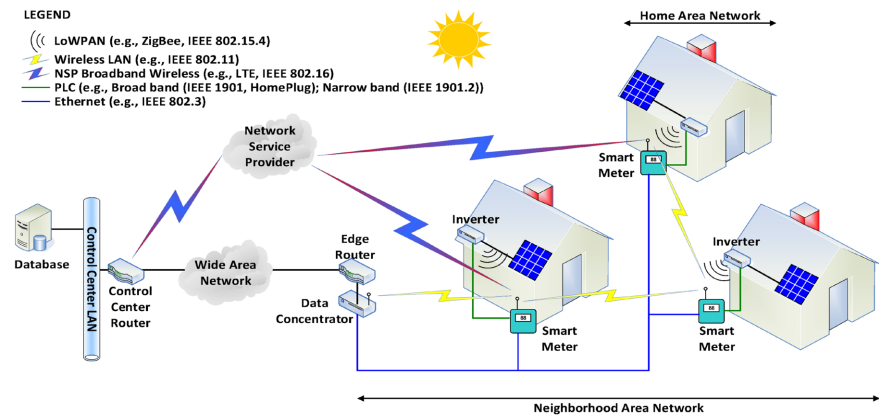 LEGEND
LoWPAN (e.g., ZigBee, IEEE 802.15.4)
Wireless LAN (e.g., IEEE 802.11)
NSP Broadband Wireless (e.g., LTE, IEEE 802.16)
PLC (e.g., Broad band (IEEE 1901, HomePlug); Narrow band (IEEE 1901.2))
Ethernet (e.g., IEEE 802.3)
Home Area Network
Network
Service
Provider
Smart
Meter
88
Database
Control Center LAN
Control
Center
Router
Wide Area
Network
Edge
Router
Data
Concentrator
Inverter
88
Smart
Meter
Inverter
88
Smart
Meter
Neighborhood Area Network